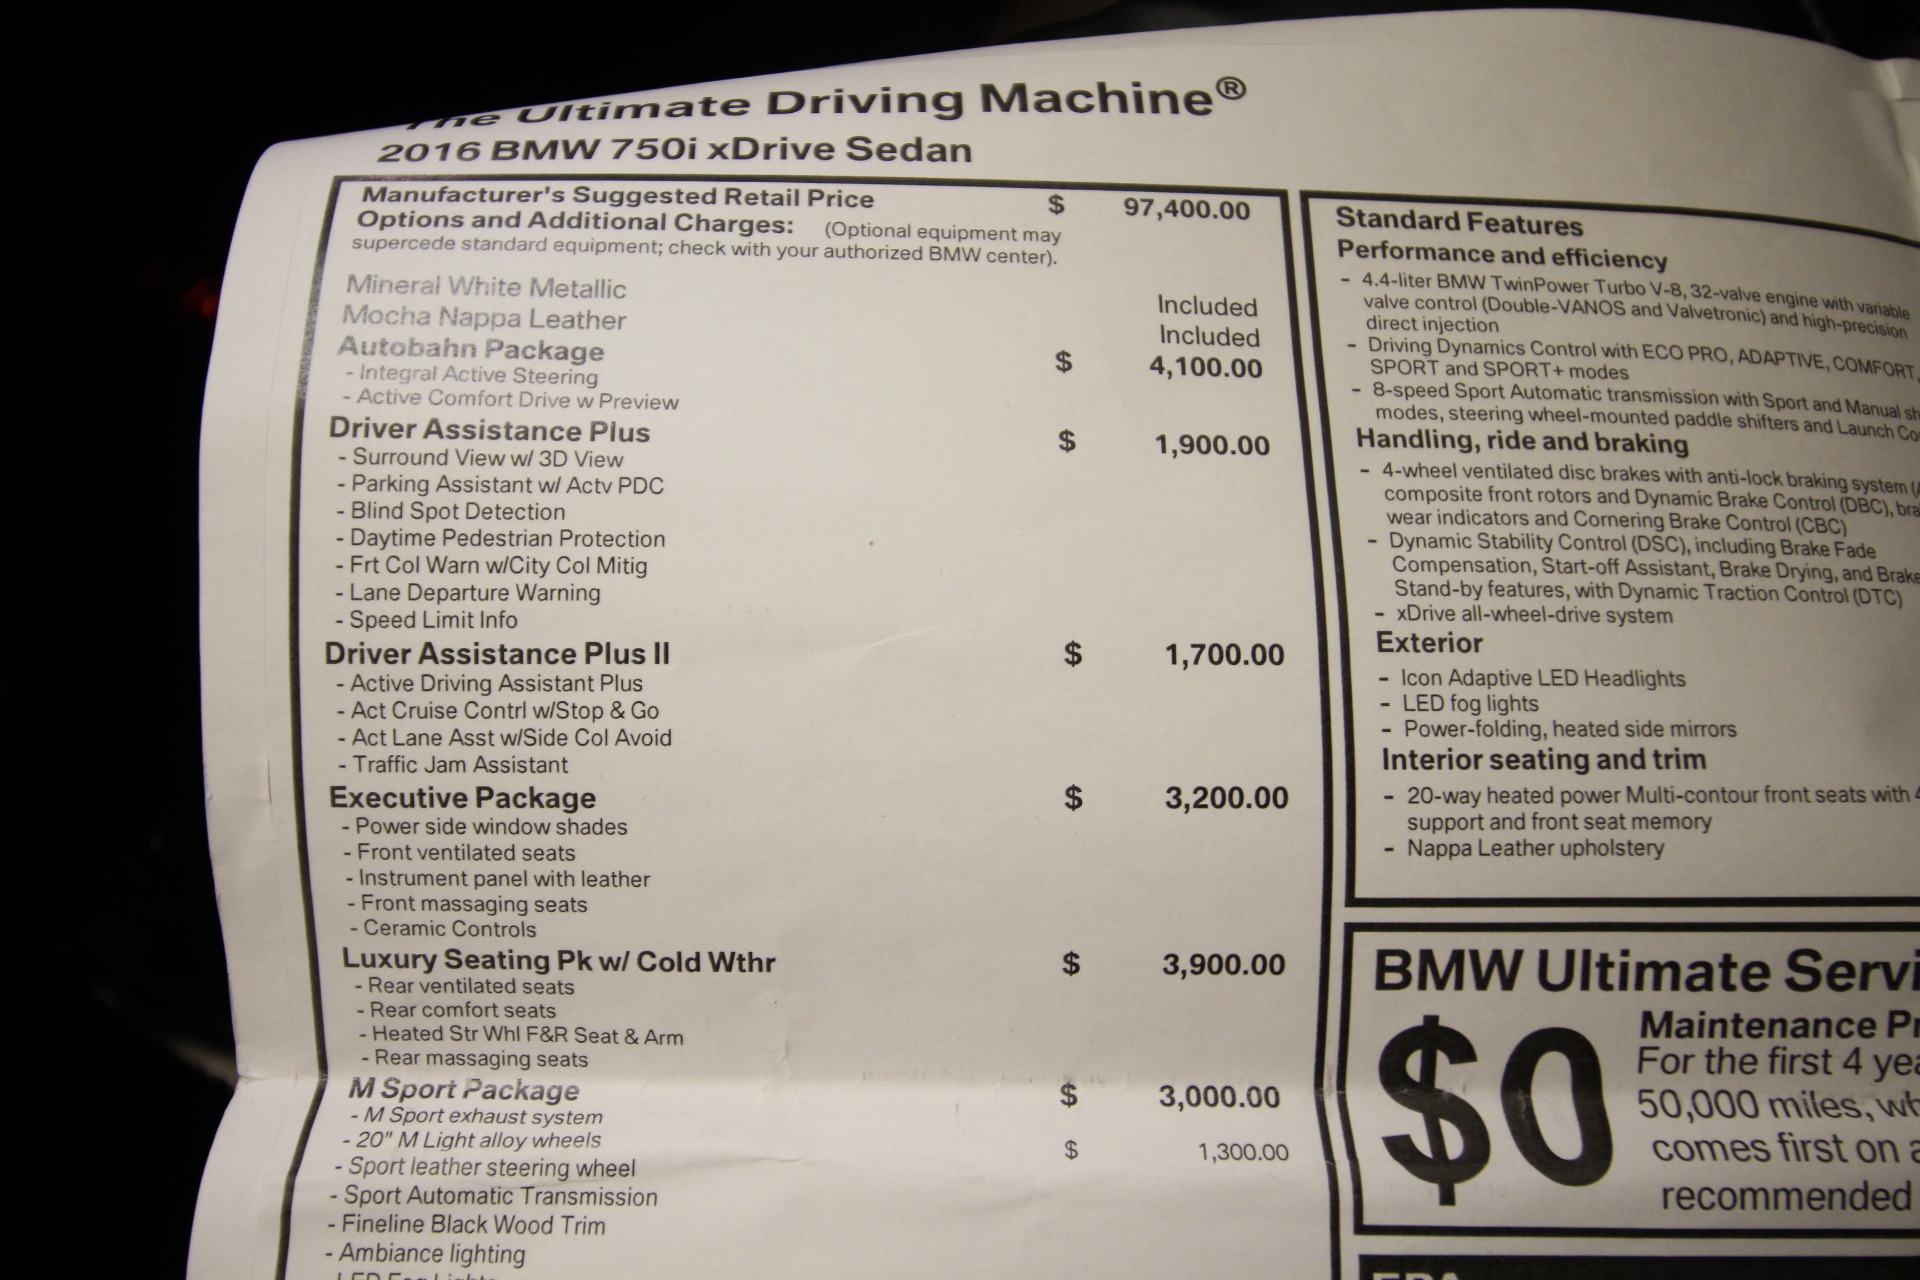 The Ultimate Driving Machine®
2016 BMW 750i xDrive Sedan
Manufacturer's Suggested Retail Price $ 97,400.00
Options and Additional Charges: (Optional equipment may
supercede standard equipment; check with your authorized BMW center).
Mineral White Metallic Included
Mocha Nappa Leather Included
Autobahn Package $ 4,100.00
- Integral Active Steering
- Active Comfort Drive w Preview
Driver Assistance Plus $ 1,900.00
- Surround View w/ 3D View
- Parking Assistant w/ Actv PDC
- Blind Spot Detection
- Daytime Pedestrian Protection
- Frt Col Warn w/City Col Mitig
- Lane Departure Warning
- Speed Limit Info
Driver Assistance Plus II $ 1,700.00
- Active Driving Assistant Plus
- Act Cruise Contrl w/Stop & Go
- Act Lane Asst w/Side Col Avoid
- Traffic Jam Assistant
Executive Package $ 3,200.00
- Power side window shades
- Front ventilated seats
- Instrument panel with leather
- Front massaging seats
- Ceramic Controls
Luxury Seating Pk w/ Cold Wthr $ 3,900.00
- Rear ventilated seats
- Rear comfort seats
- Heated Str Whl F&R Seat & Arm
- Rear massaging seats
M Sport Package $ 3,000.00
- M Sport exhaust system
- 20" M Light alloy wheels $ 1,300.00
- Sport leather steering wheel
- Sport Automatic Transmission
- Fineline Black Wood Trim
- Ambiance lighting
Standard Features
Performance and efficiency
- 4.4-liter BMW TwinPower Turbo V-8, 32-valve engine with variable
valve control (Double-VANOS and Valvetronic) and high-precision
direct injection
- Driving Dynamics Control with ECO PRO, ADAPTIVE, COMFORT,
SPORT and SPORT+ modes
- 8-speed Sport Automatic transmission with Sport and Manual sh
modes, steering wheel-mounted paddle shifters and Launch Co
Handling, ride and braking
- 4-wheel ventilated disc brakes with anti-lock braking system (
composite front rotors and Dynamic Brake Control (DBC), bra
wear indicators and Cornering Brake Control (CBC)
- Dynamic Stability Control (DSC), including Brake Fade
Compensation, Start-off Assistant, Brake Drying, and Brake
Stand-by features, with Dynamic Traction Control (DTC)
- xDrive all-wheel-drive system
Exterior
- Icon Adaptive LED Headlights
- LED fog lights
- Power-folding, heated side mirrors
Interior seating and trim
- 20-way heated power Multi-contour front seats with 4
support and front seat memory
- Nappa Leather upholstery
BMW Ultimate Servi
$0
Maintenance Pr
For the first 4 yea
50,000 miles, wh
comes first on a
recommended